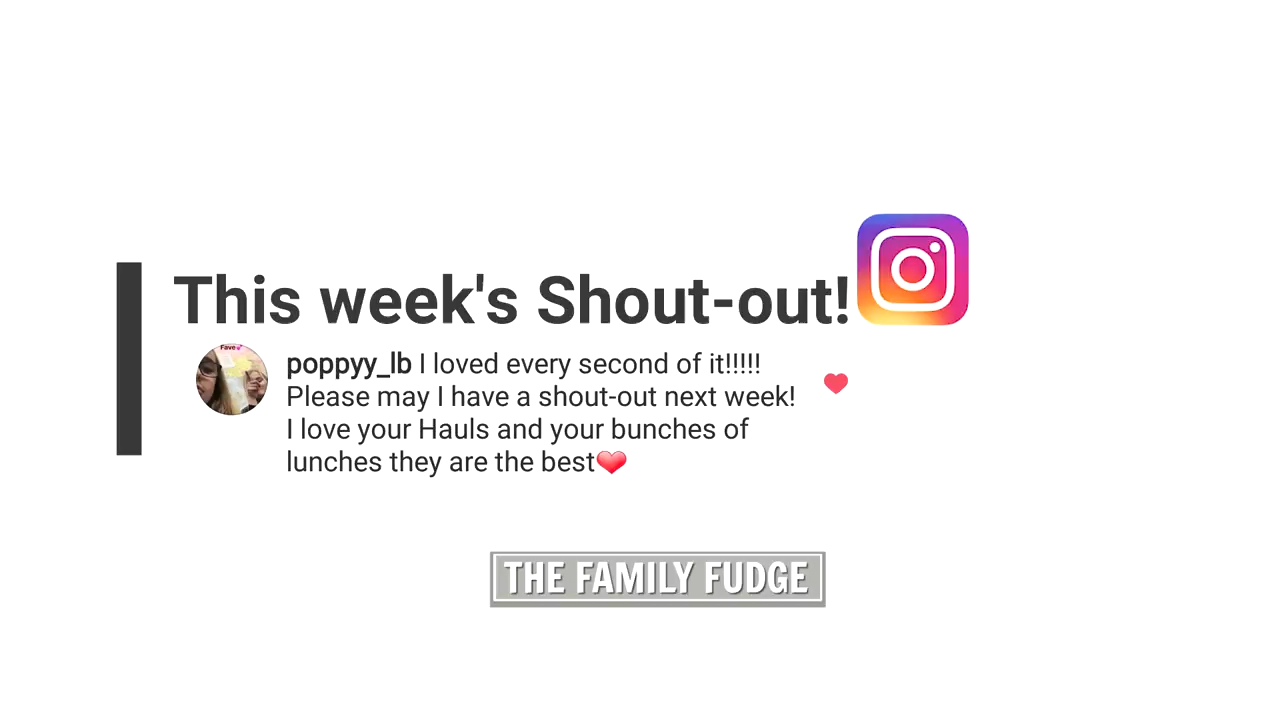 This week's Shout-out!
Fave
poppyy_lb I loved every second of it!!!!!
Please may I have a shout-out next week!
I love your Hauls and your bunches of
lunches they are the best❤
THE FAMILY FUDGE